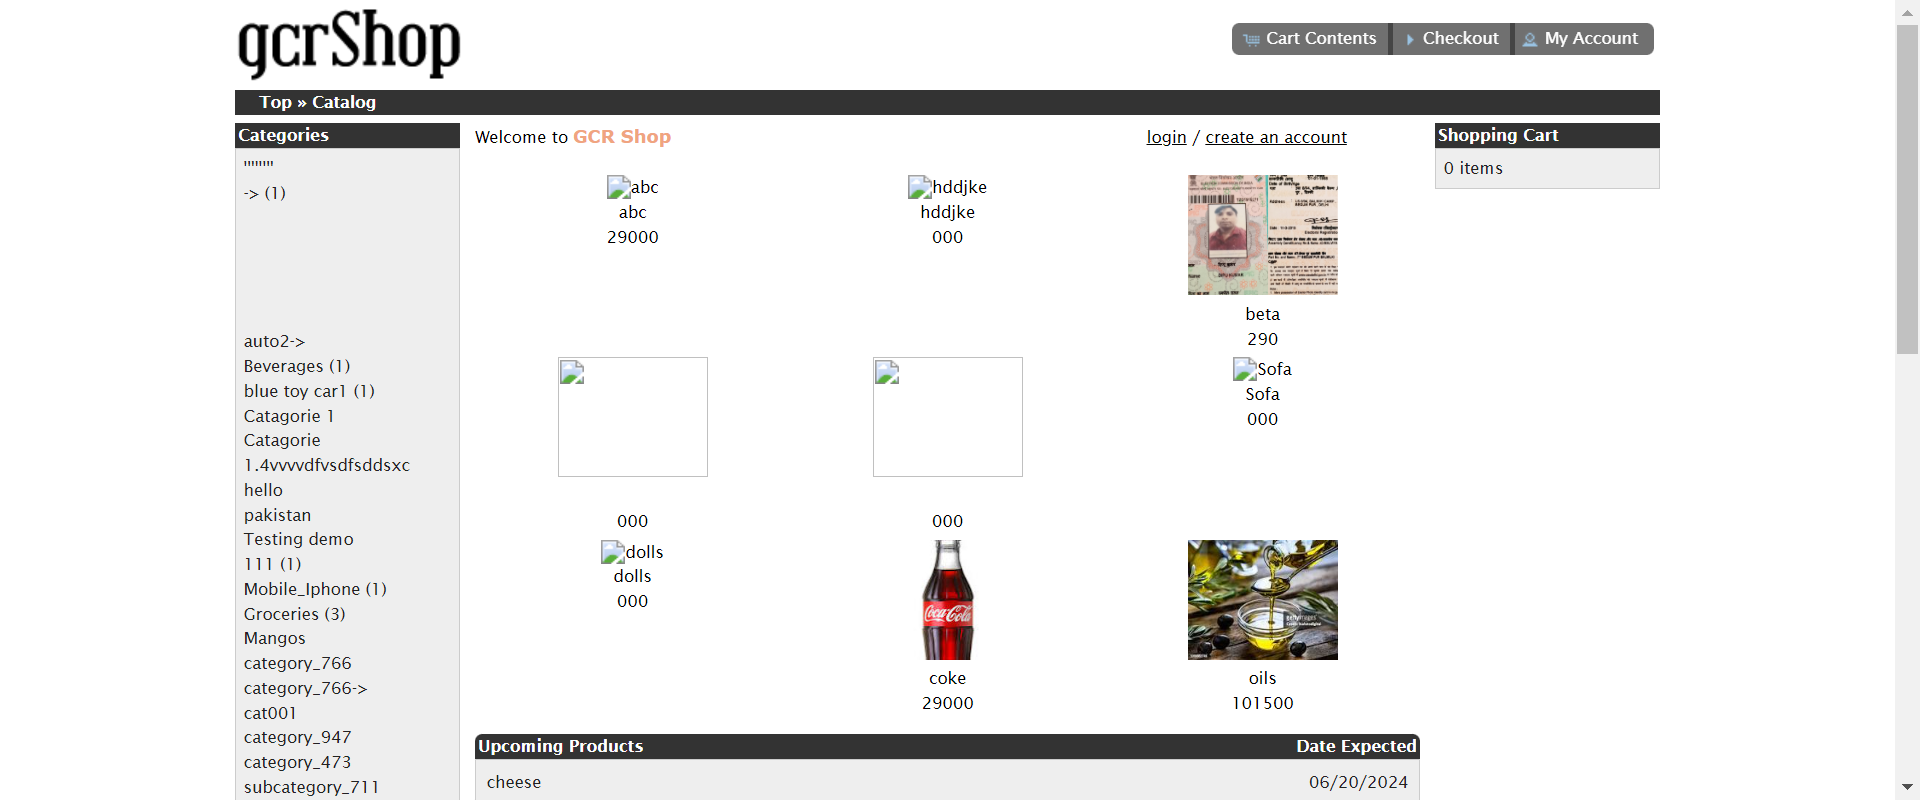 gcrShop
Cart Contents
Checkout
My Account
Top » Catalog
Categories
"""""
-> (1)
auto2->
Beverages (1)
blue toy car1 (1)
Catagorie 1
Catagorie
1.4vvvvdfvsdfsddsxc
hello
pakistan
Testing demo
111 (1)
Mobile_Iphone (1)
Groceries (3)
Mangos
category_766
category_766->
cat001
category_947
category_473
subcategory_711
Welcome to GCR Shop
login / create an account
abc
abc
29000
hddjke
hddjke
000
beta
290
000
000
Sofa
Sofa
000
dolls
dolls
000
Coca-Cola
coke
29000
gettyimages
oils
101500
Upcoming Products
Date Expected
cheese
06/20/2024
Shopping Cart
0 items